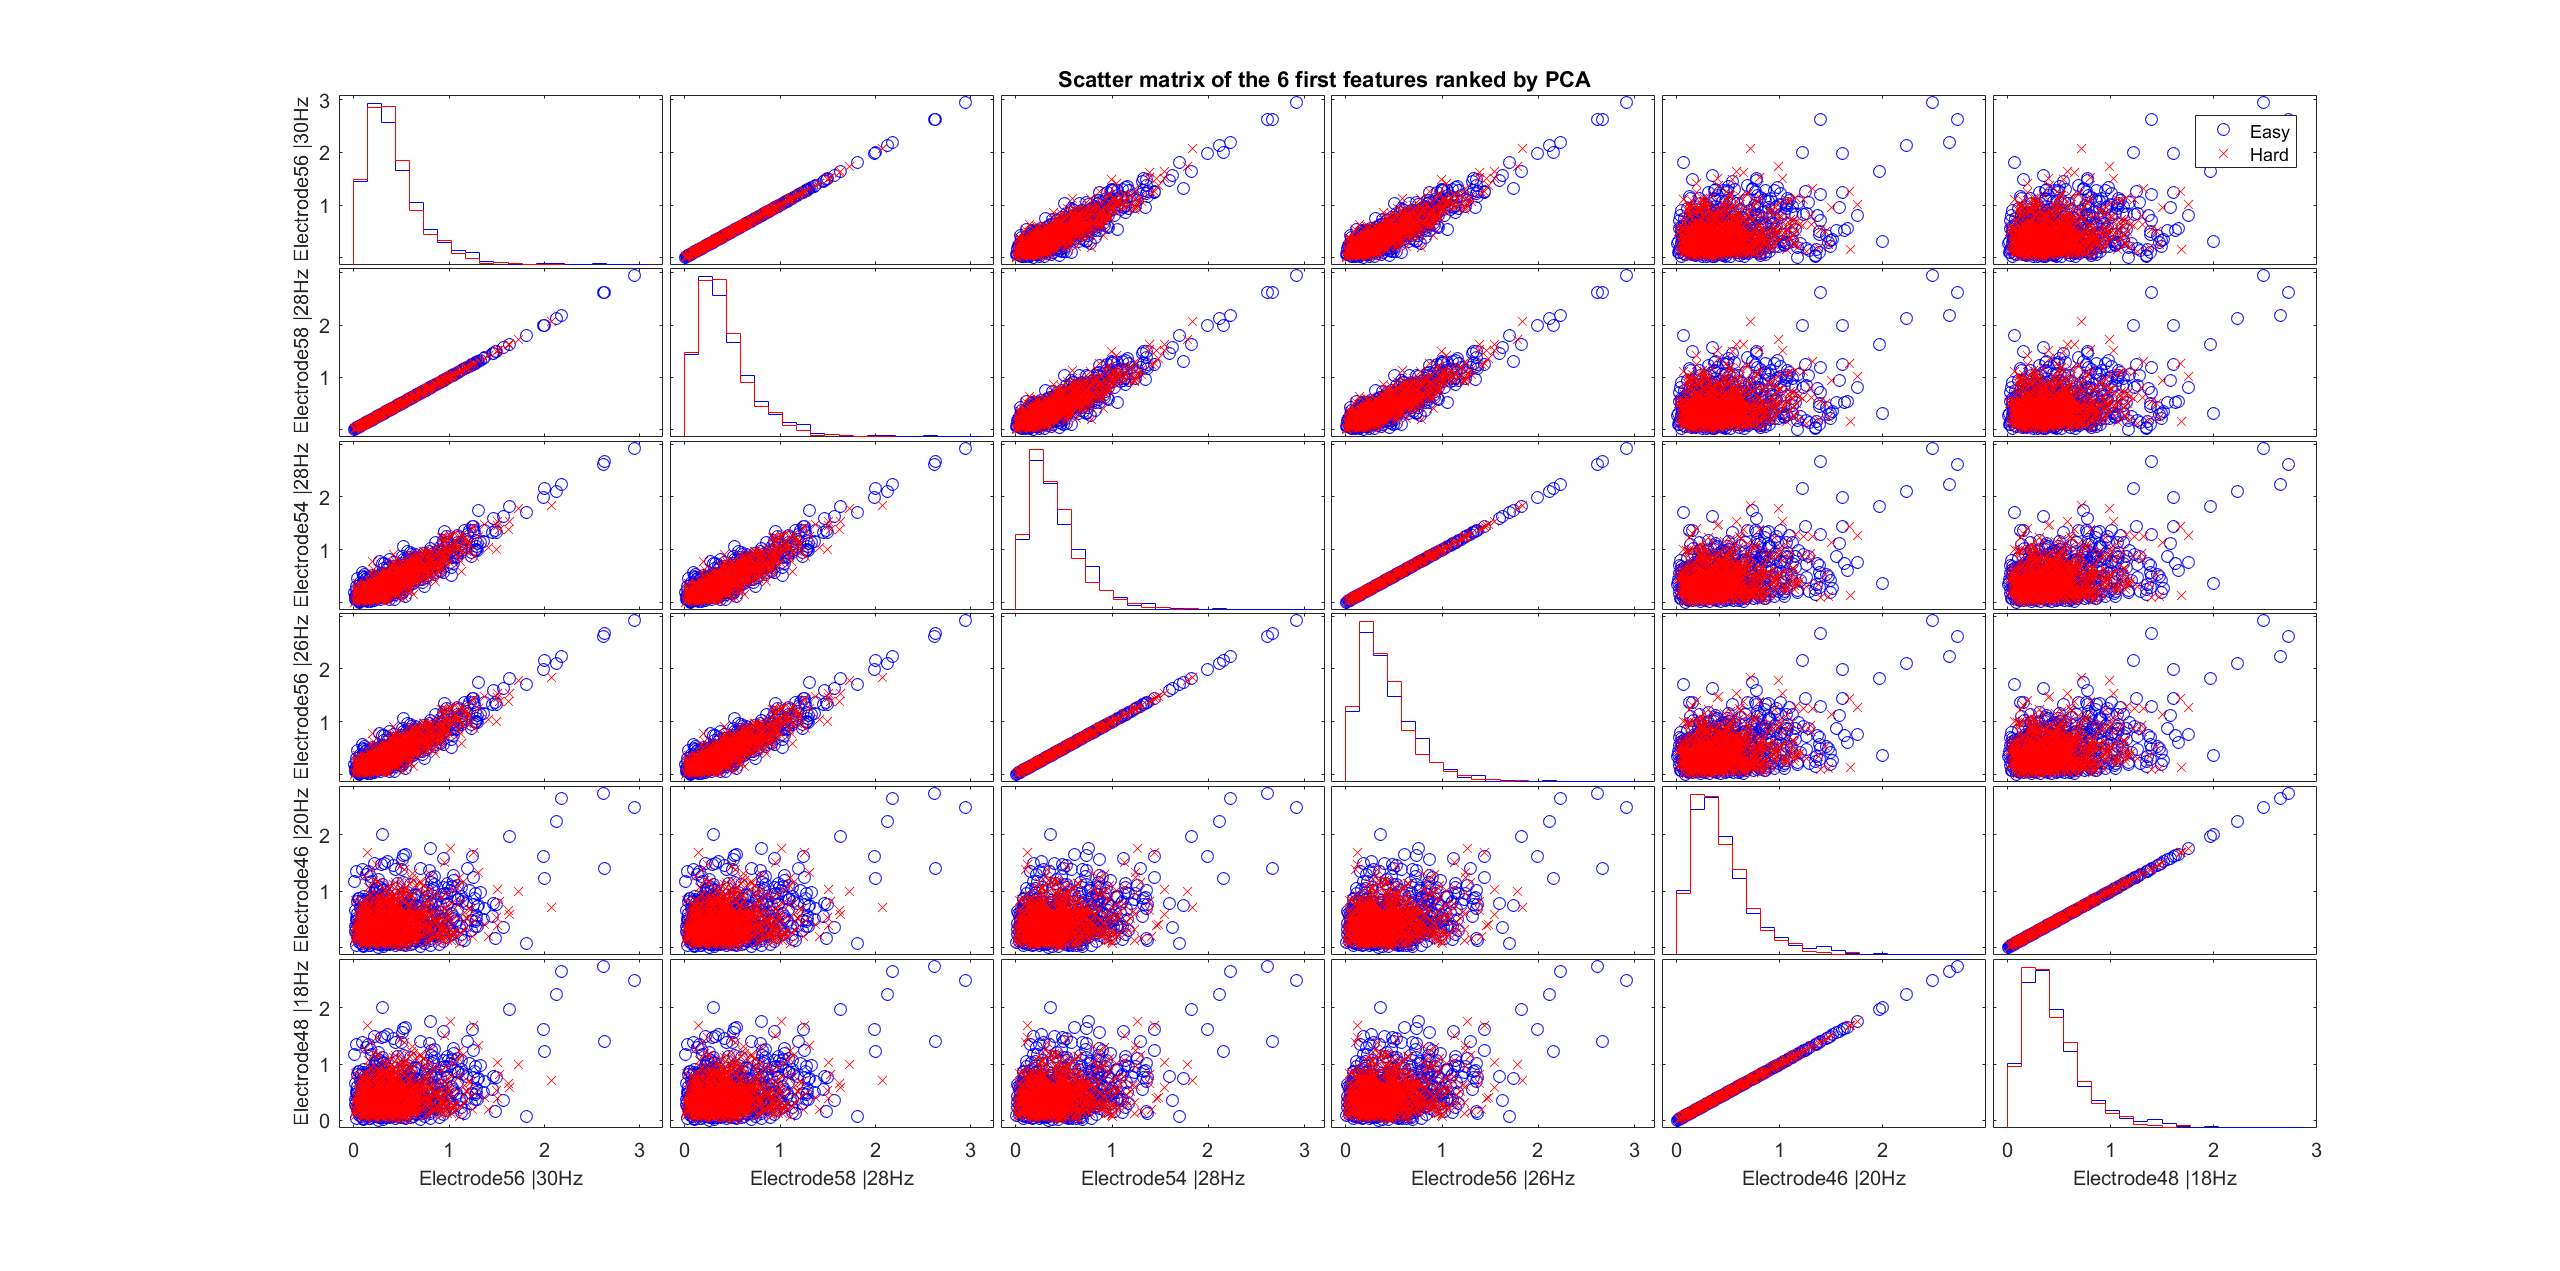 Scatter matrix of the 6 first features ranked by PCA
Electrode56 |30Hz
3
2
1
Easy
Hard
Electrode58 |28Hz
2
1
Electrode54 |28Hz
2
1
Electrode56 |26Hz
2
1
Electrode46 |20Hz
2
1
Electrode48 |18Hz
2
1
0
0 1 2 3 0 1 2 3 0 1 2 3 0 1 2 3 0 1 2 0 1 2 3
Electrode56 |30Hz Electrode58 |28Hz Electrode54 |28Hz Electrode56 |26Hz Electrode46 |20Hz Electrode48 |18Hz